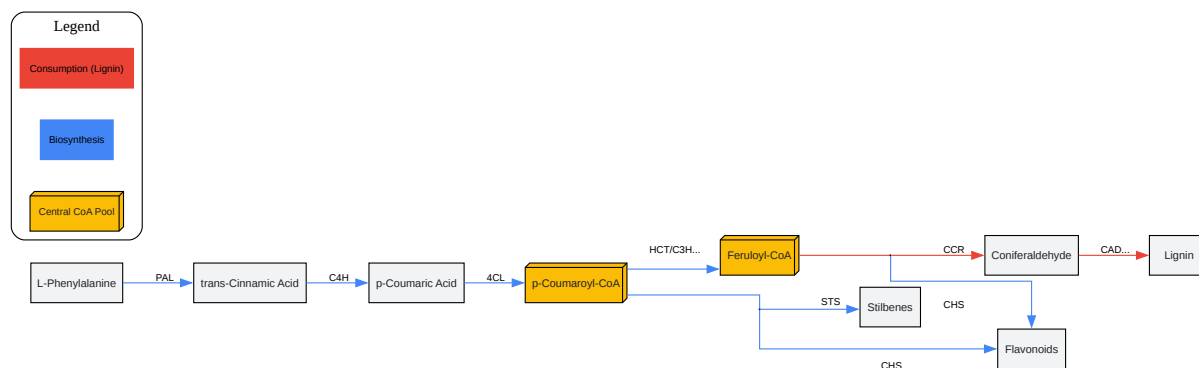 Legend
Consumption (Lignin)
Biosynthesis
Central CoA Pool
L-Phenylalanine
PAL
trans-Cinnamic Acid
C4H
p-Coumaric Acid
4CL
p-Coumaroyl-CoA
HCT/C3H...
Feruloyl-CoA
CCR
Coniferaldehyde
CAD...
Lignin
STS
Stilbenes
CHS
Flavonoids
CHS